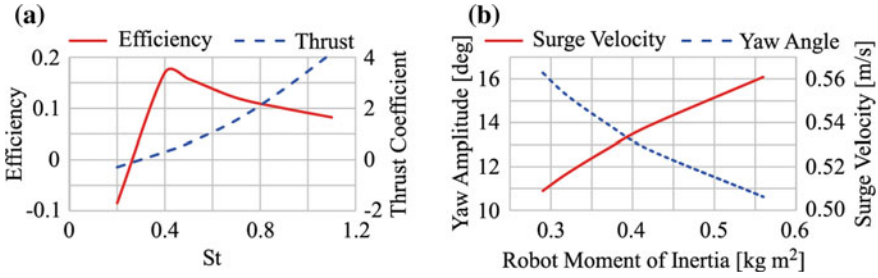 (a)
Efficiency
Thrust
0.2
0.1
0
-0.1
Efficiency
4
2
0
-2
Thrust Coefficient
0
0.4
0.8
1.2
St
(b)
Surge Velocity
Yaw Angle
16
14
12
10
Yaw Amplitude [deg]
0.56
0.54
0.52
0.50
Surge Velocity [m/s]
0.2
0.3
0.4
0.5
0.6
Robot Moment of Inertia [kg m²]